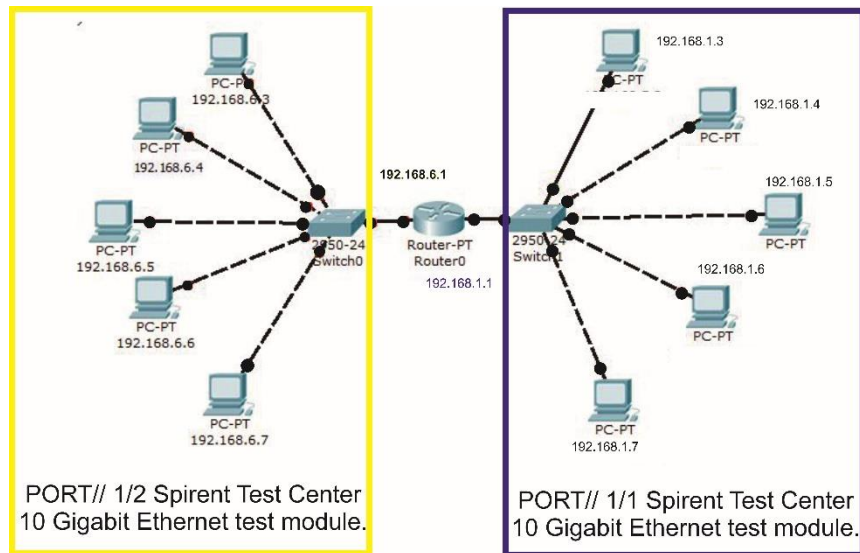 PC-PT
192.168.6.3
PC-PT
192.168.6.4
PC-PT
192.168.6.5
PC-PT
192.168.6.6
PC-PT
192.168.6.7
2950-24
Switch0
192.168.6.1
Router-PT
Router0
192.168.1.1
2950-24
Switch1
192.168.1.3
PC-PT
192.168.1.4
PC-PT
192.168.1.5
PC-PT
192.168.1.6
PC-PT
192.168.1.7
PC-PT
PORT// 1/2 Spirent Test Center
10 Gigabit Ethernet test module.
PORT// 1/1 Spirent Test Center
10 Gigabit Ethernet test module.